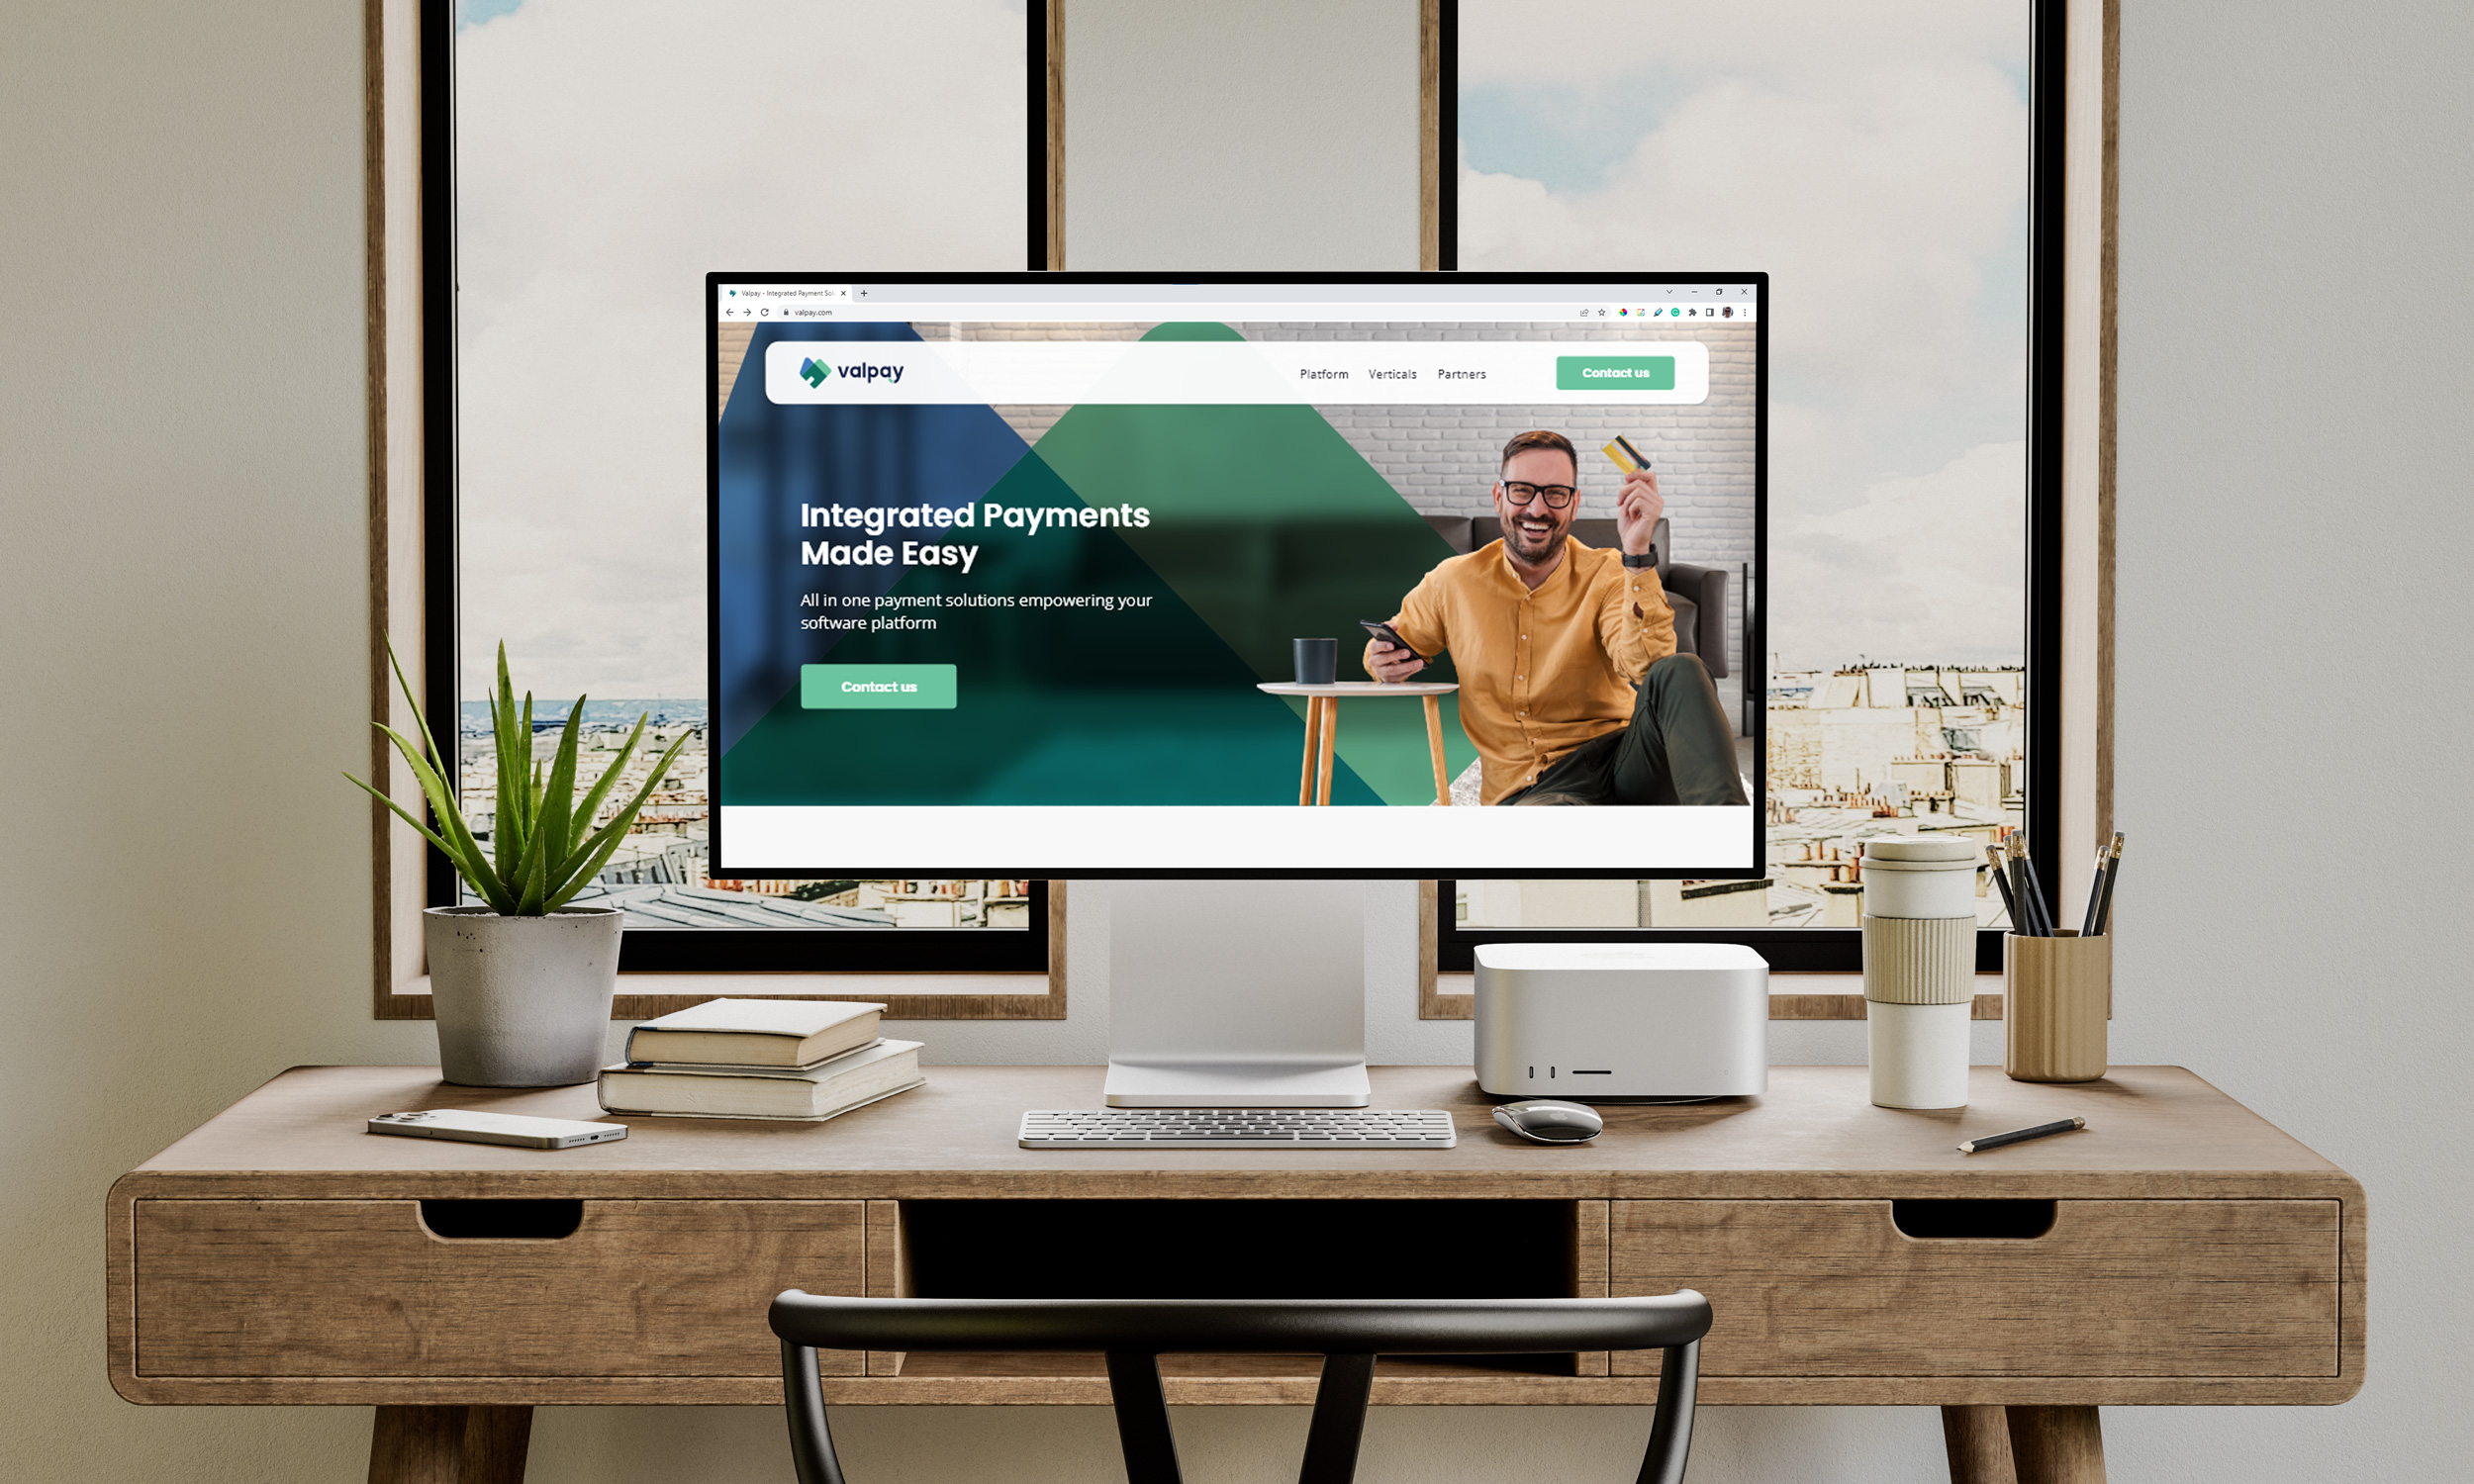 Valpay - Integrated Payment Sol
valpay.com
valpay
Platform
Verticals
Partners
Contact us
Integrated Payments
Made Easy
All in one payment solutions empowering your
software platform
Contact us